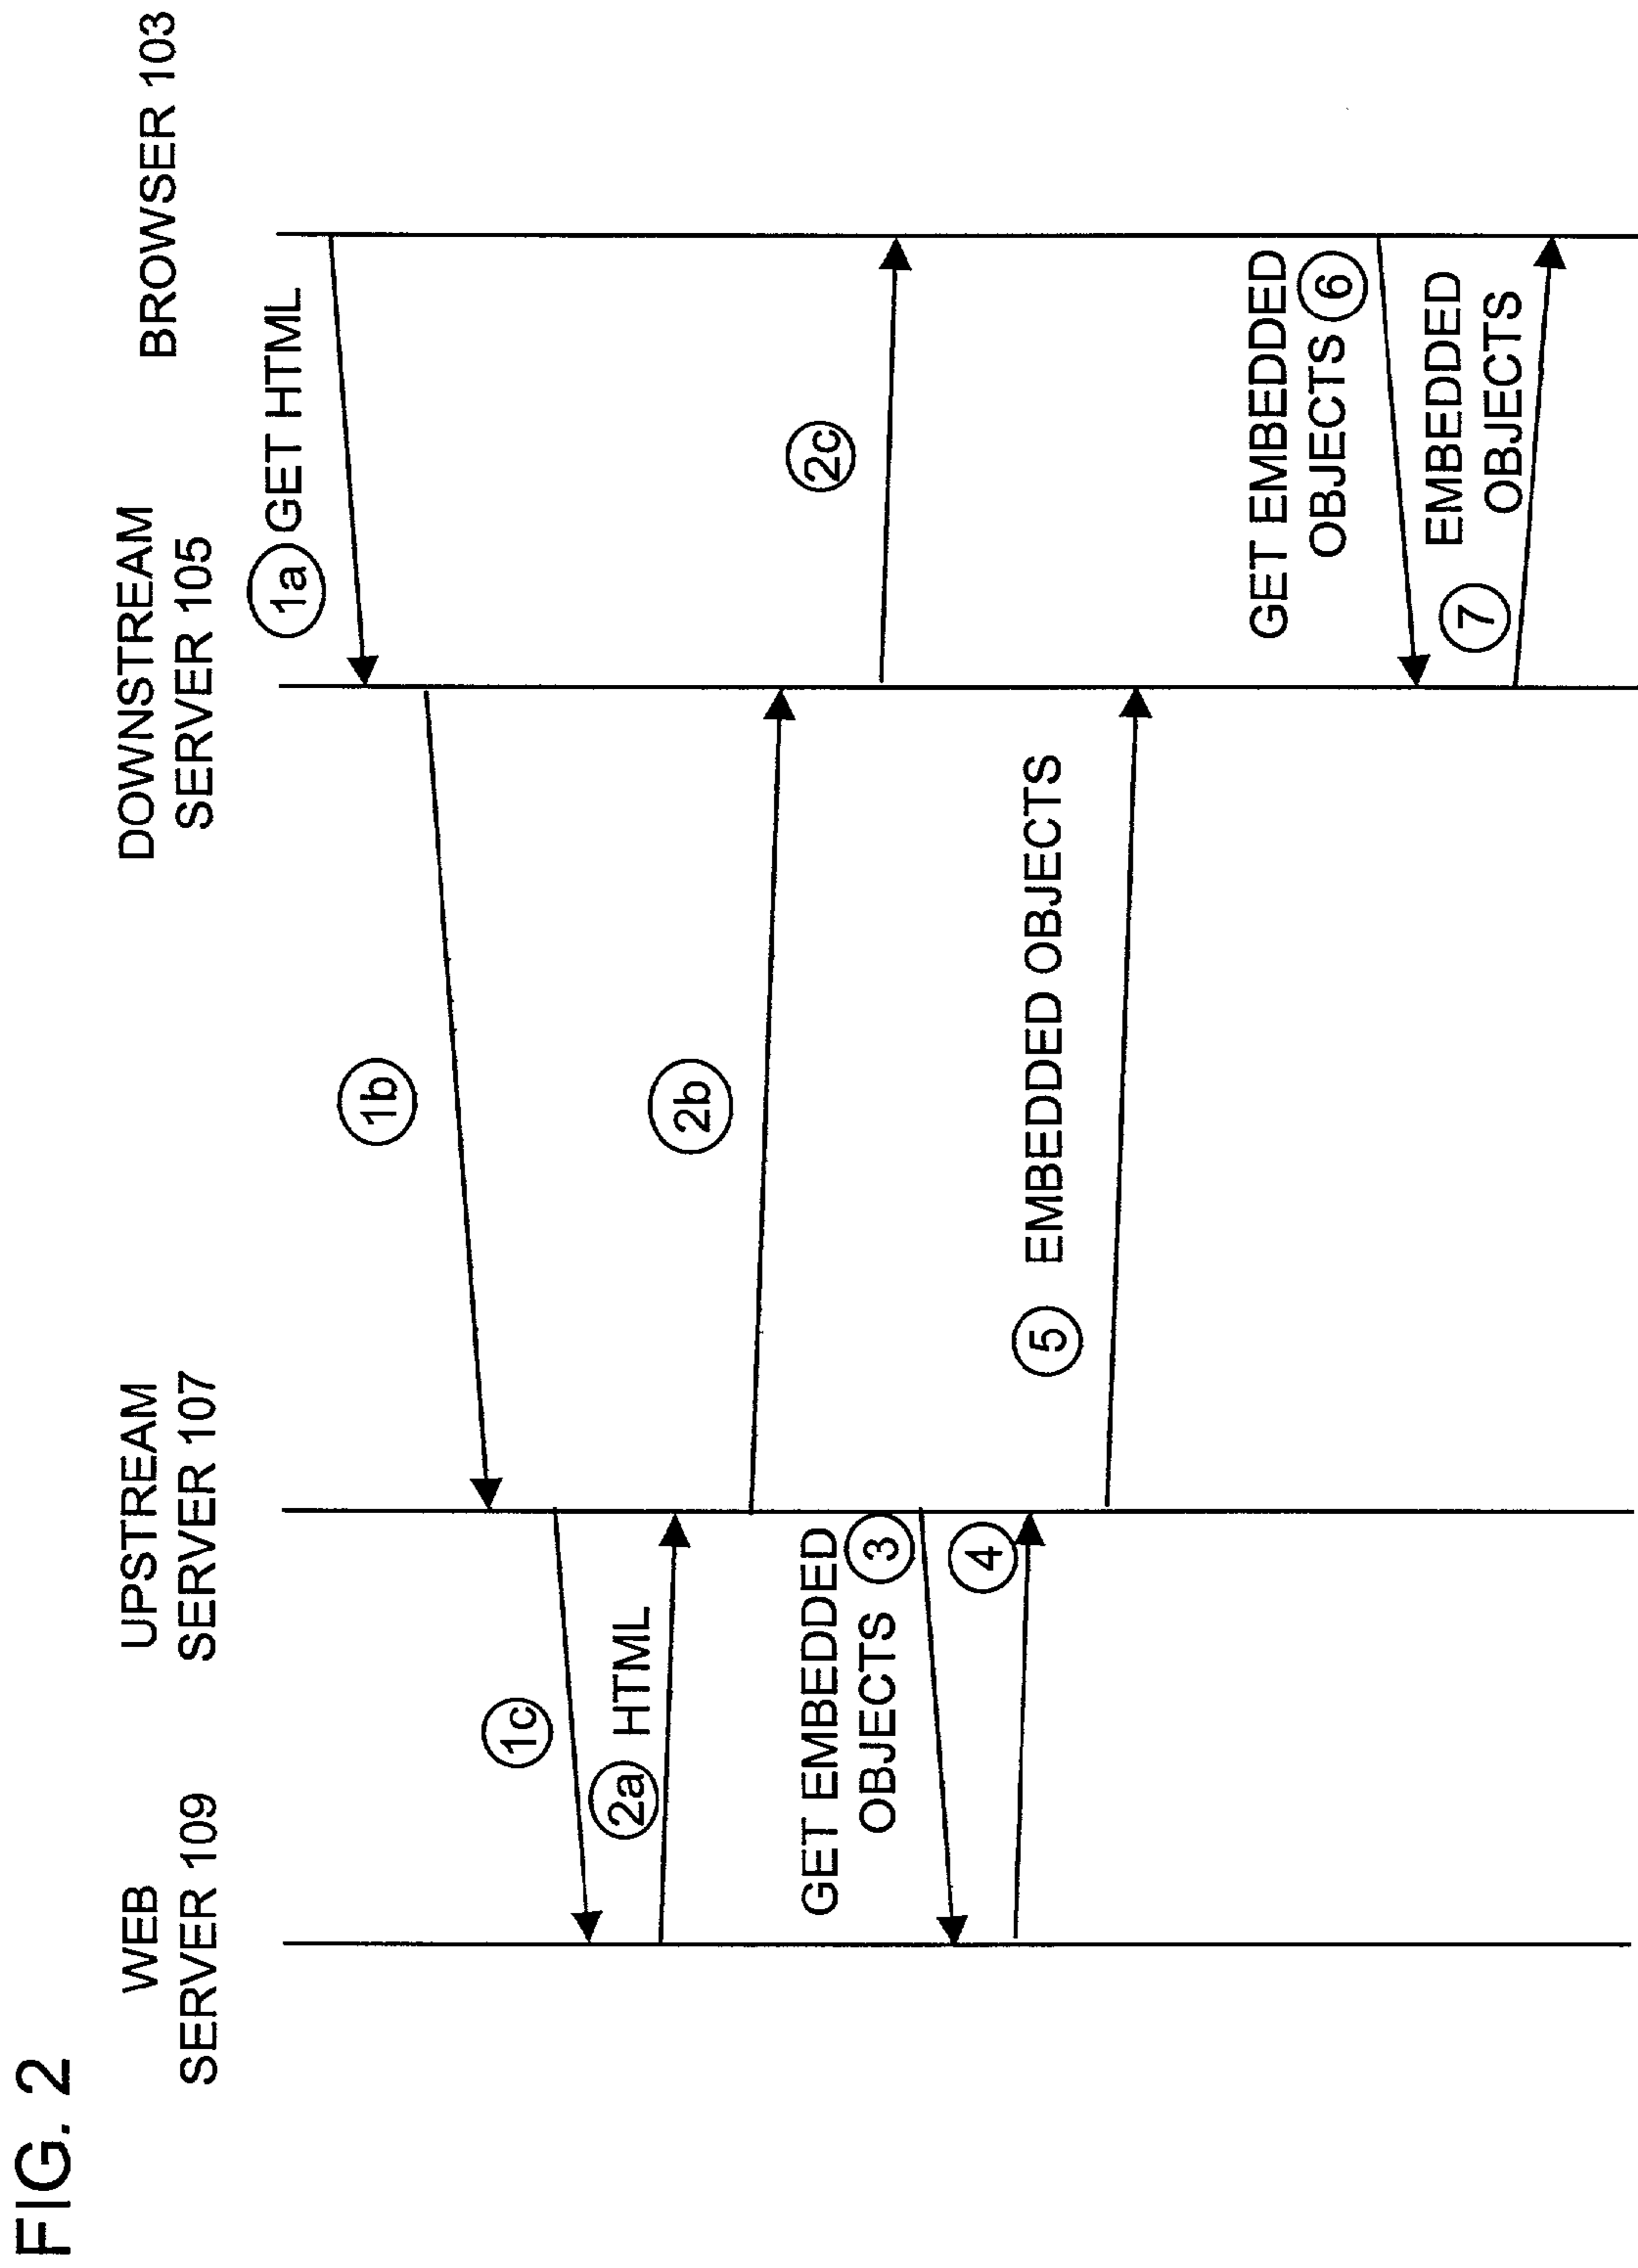 FIG. 2
WEB
SERVER 109
UPSTREAM
SERVER 107
DOWNSTREAM
SERVER 105
BROWSER 103
1a GET HTML
1b
1c
2a HTML
2b
2c
GET EMBEDDED
OBJECTS 3
4
5 EMBEDDED OBJECTS
GET EMBEDDED
OBJECTS 6
7 EMBEDDED
OBJECTS